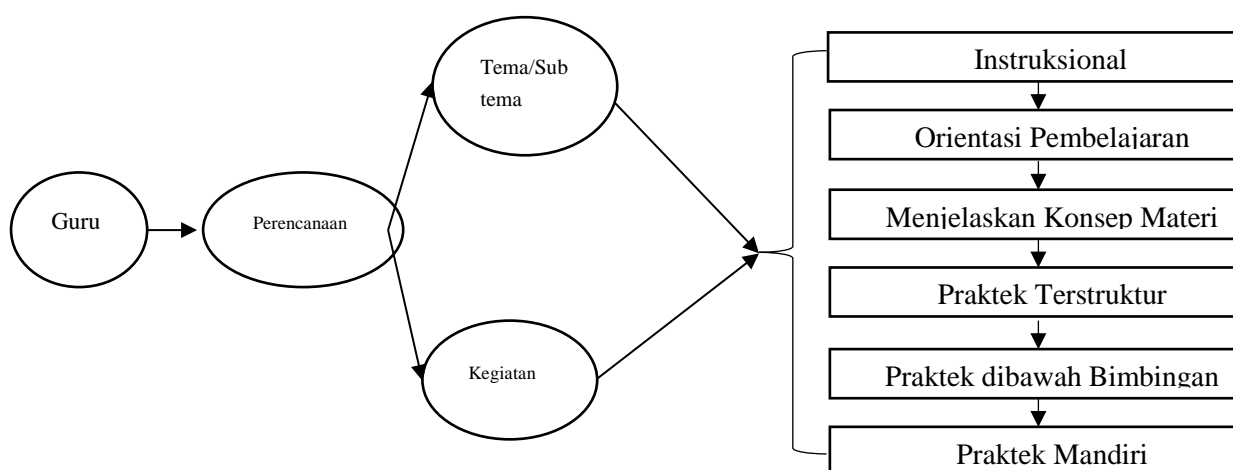 Guru
Perencanaan
Tema/Sub
tema
Kegiatan
Instruksional
Orientasi Pembelajaran
Menjelaskan Konsep Materi
Praktek Terstruktur
Praktek dibawah Bimbingan
Praktek Mandiri